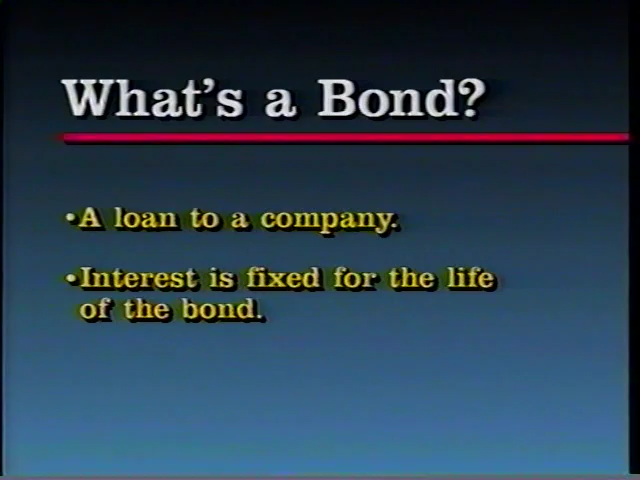 What's a Bond?
•A loan to a company.
•Interest is fixed for the life
of the bond.